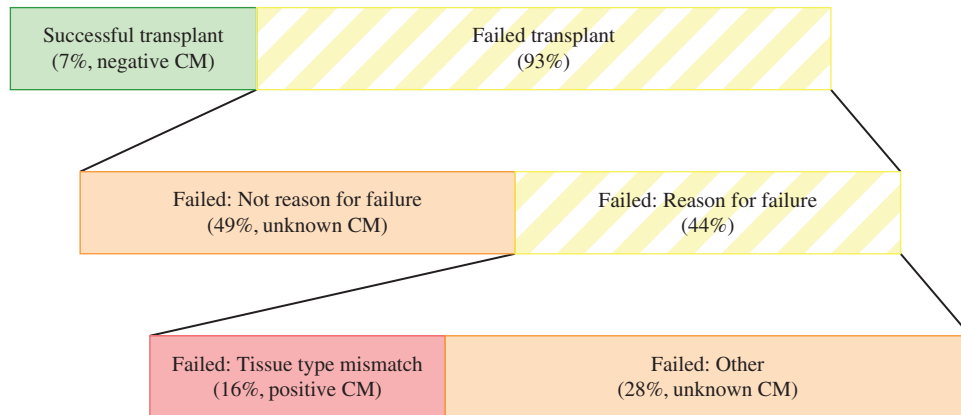 Successful transplant
(7%, negative CM)
Failed transplant
(93%)
Failed: Not reason for failure
(49%, unknown CM)
Failed: Reason for failure
(44%)
Failed: Tissue type mismatch
(16%, positive CM)
Failed: Other
(28%, unknown CM)